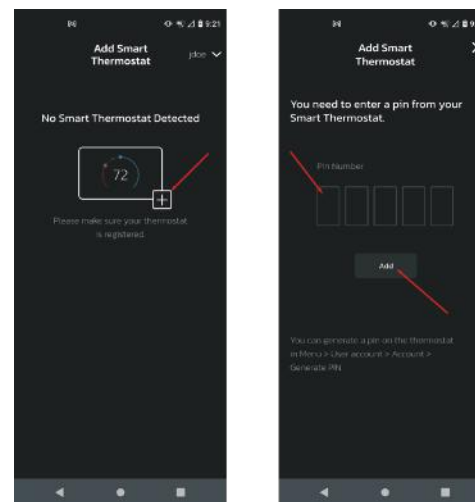 9:21
Add Smart
Thermostat
jdoe
No Smart Thermostat Detected
72
Please make sure your thermostat
is registered.
Add Smart
Thermostat
You need to enter a pin from your
Smart Thermostat.
Pin Number
Add
You can generate a pin on the thermostat
in Menu > User account > Account >
Generate PIN